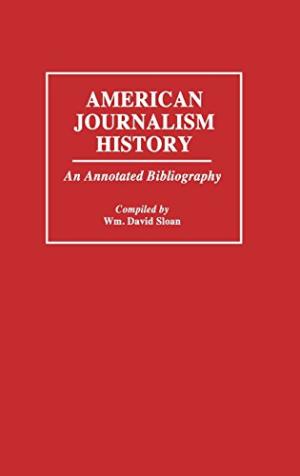 AMERICAN
JOURNALISM
HISTORY
An Annotated Bibliography
Compiled by
Wm. David Sloan